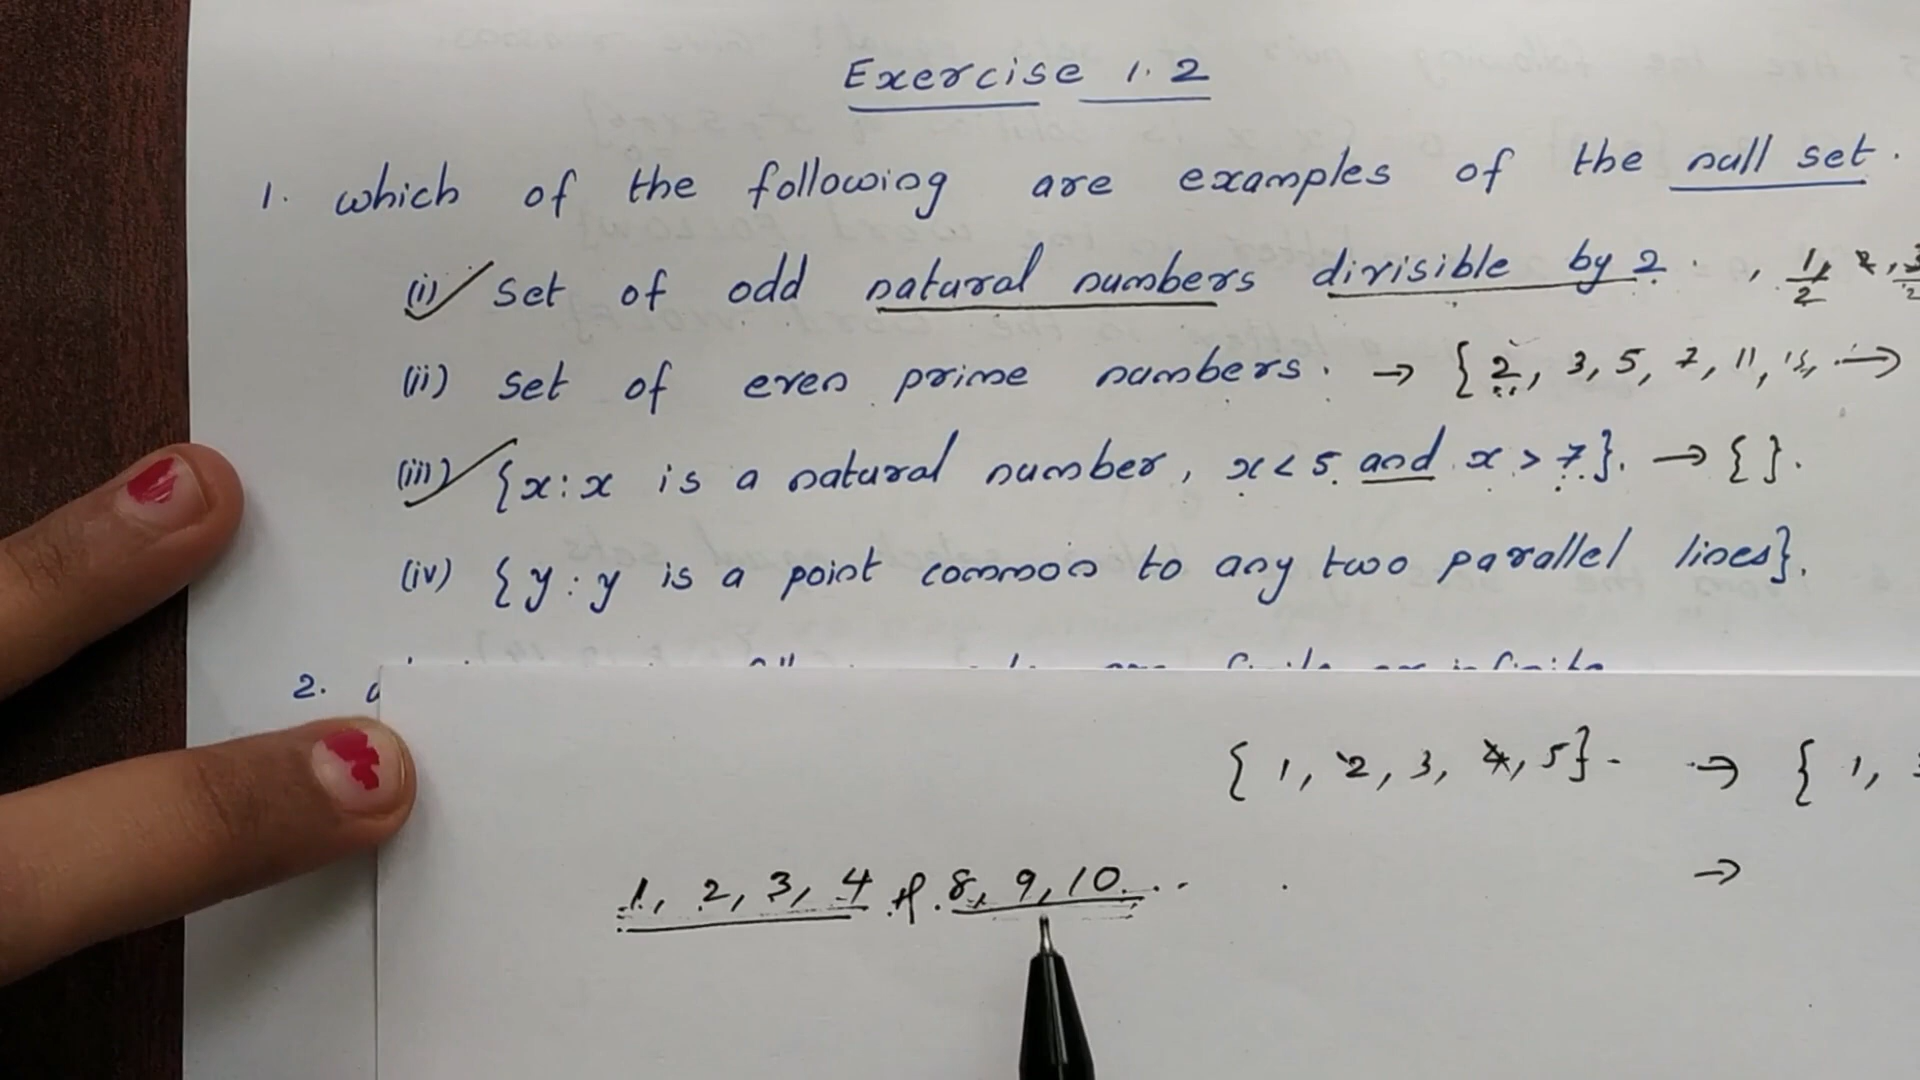 Exercise 1.2
1. which of the following are examples of the null set.
(i) set of odd natural numbers divisible by 2. , 1/2,
(ii) set of even prime numbers. → {2, 3, 5, 7, 11, 13, →
(iii) {x : x is a natural number, x < 5 and x > 7}. → { }.
(iv) {y : y is a point common to any two parallel lines}.
2.
{1, 2, 3, 4, 5}. → {1,
→
1, 2, 3, 4 & 8, 9, 10...